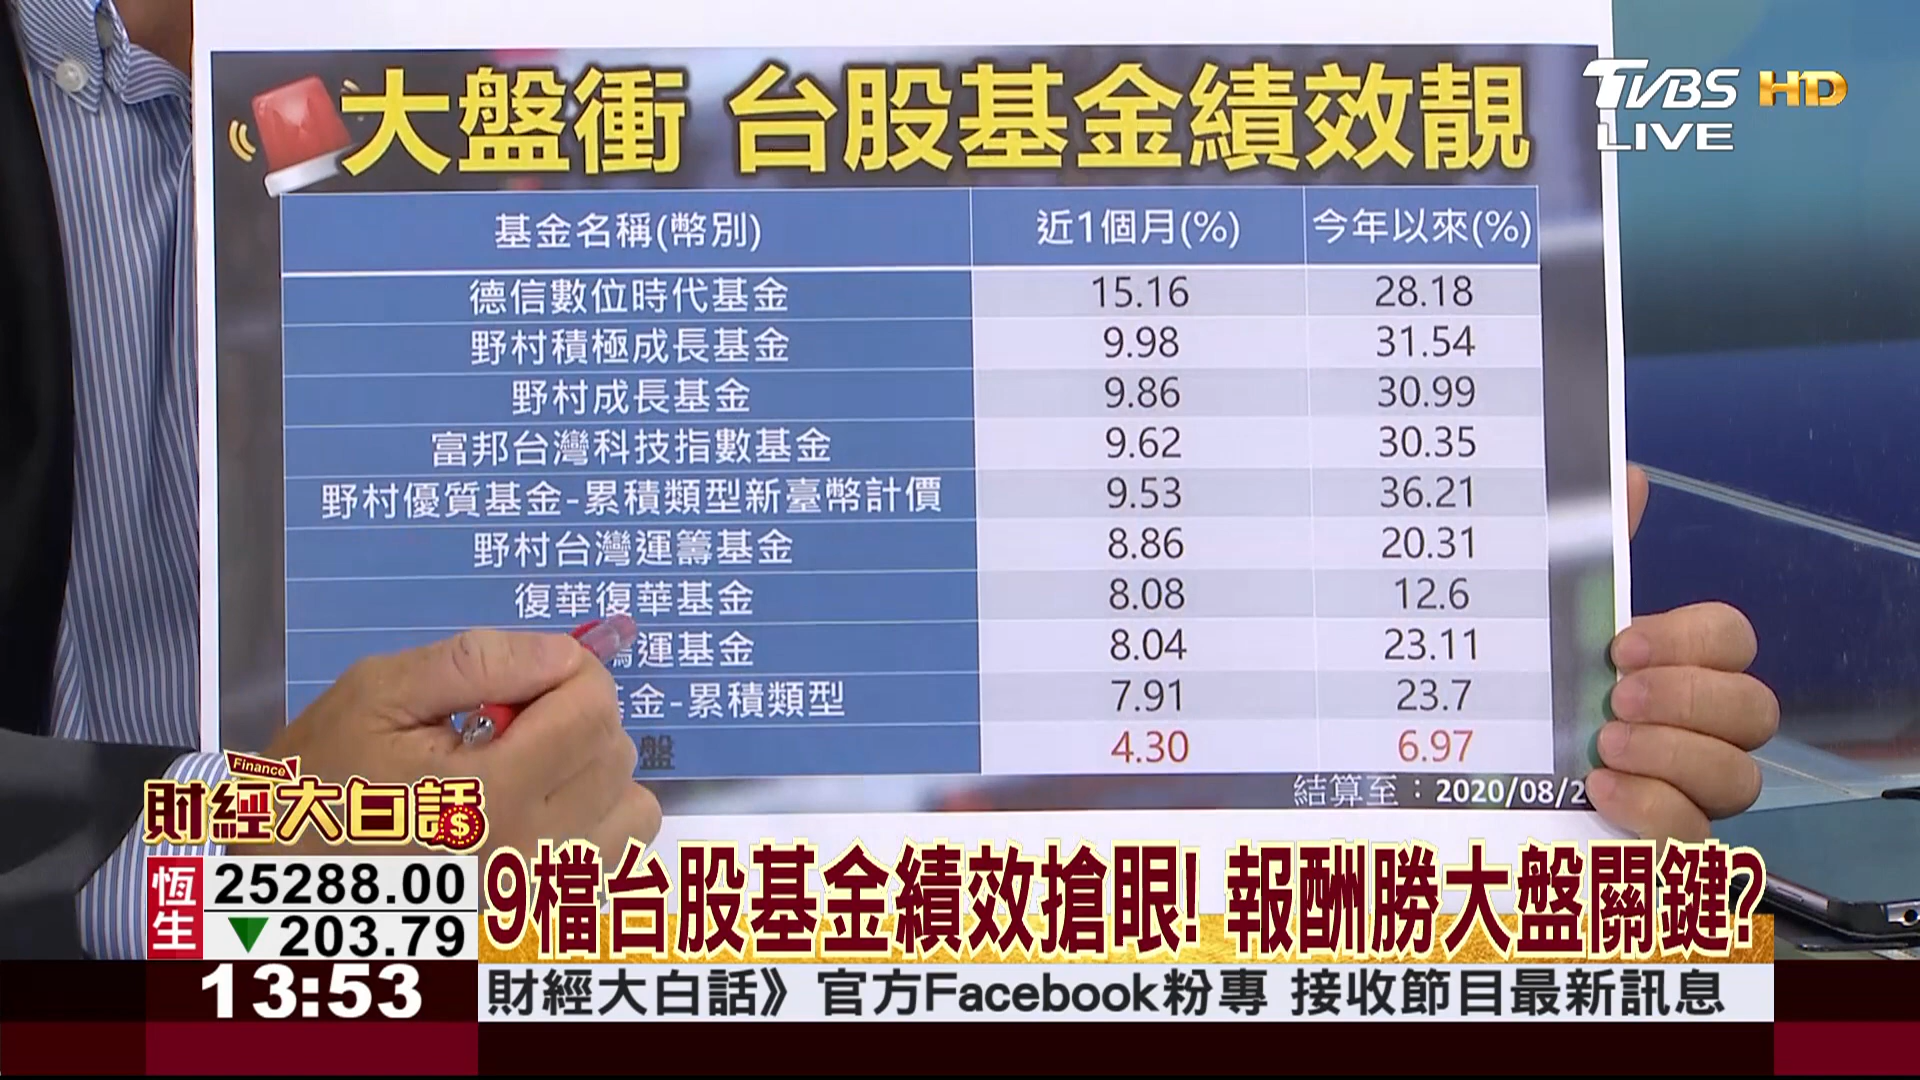 TVBS HD
LIVE
大盤衝 台股基金績效靚
基金名稱(幣別) 近1個月(%) 今年以來(%)
德信數位時代基金 15.16 28.18
野村積極成長基金 9.98 31.54
野村成長基金 9.86 30.99
富邦台灣科技指數基金 9.62 30.35
野村優質基金-累積類型新臺幣計價 9.53 36.21
野村台灣運籌基金 8.86 20.31
復華復華基金 8.08 12.6
運基金 8.04 23.11
基金-累積類型 7.91 23.7
盤 4.30 6.97
結算至：2020/08/2
Finance
財經大白話
9檔台股基金績效搶眼! 報酬勝大盤關鍵?
恆生 25288.00
▼203.79
13:53
財經大白話》官方Facebook粉專 接收節目最新訊息